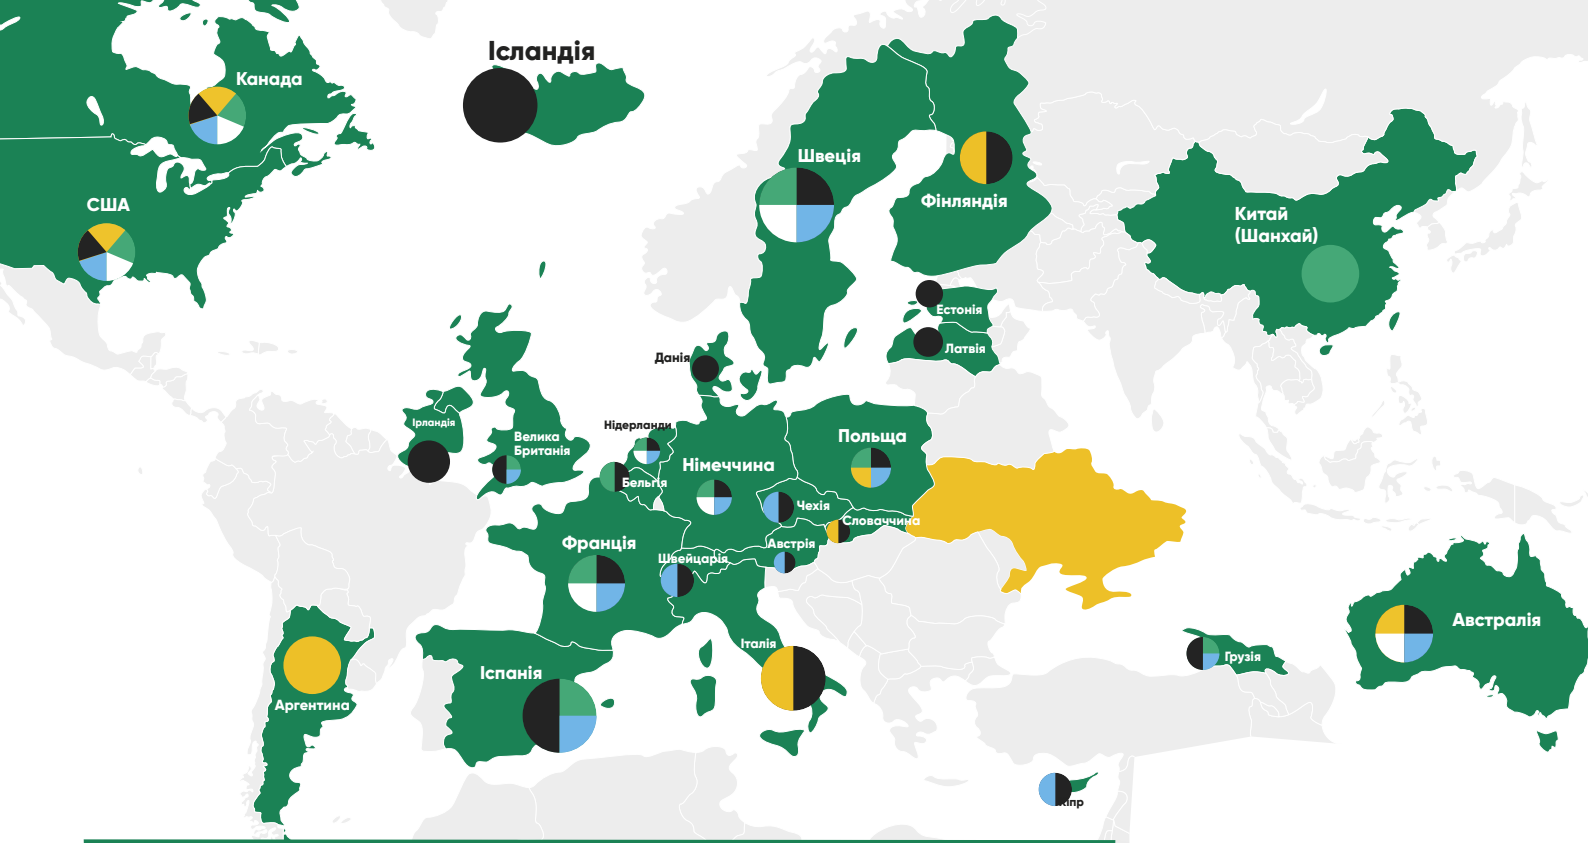 Ісландія
Канада
Швеція
США
Фінляндія
Китай
(Шанхай)
Естонія
Латвія
Данія
Ірландія
Нідерланди
Велика
Британія
Польща
Німеччина
Бельгія
Чехія
Словаччина
Франція
Австрія
Швейцарія
Австралія
Італія
Грузія
Іспанія
Аргентина
Кіпр